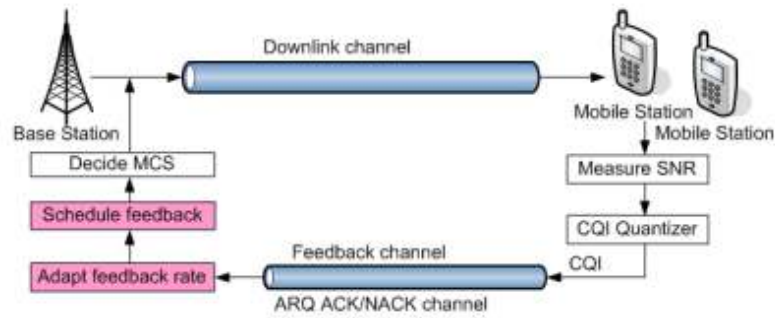 Downlink channel
Base Station
Mobile Station
Mobile Station
Decide MCS
Measure SNR
Schedule feedback
CQI Quantizer
Feedback channel
CQI
Adapt feedback rate
ARQ ACK/NACK channel